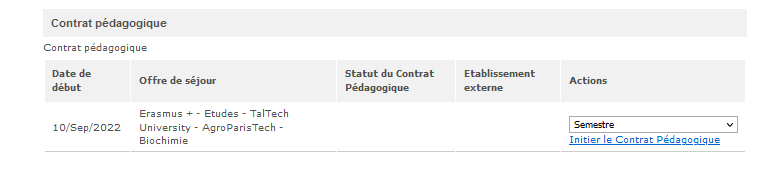 Contrat pédagogique
Contrat pédagogique
Date de début
Offre de séjour
Statut du Contrat Pédagogique
Etablissement externe
Actions
10/Sep/2022
Erasmus + - Etudes - TalTech
University - AgroParisTech -
Biochimie
Semestre
Initier le Contrat Pédagogique